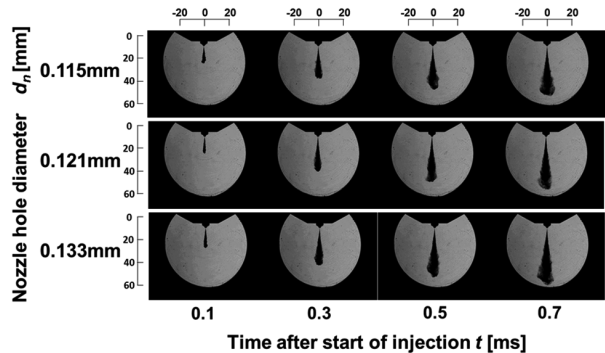 -20 0 20 -20 0 20 -20 0 20 -20 0 20
Nozzle hole diameter dn [mm]
0.115mm
0
20
40
60
0.121mm
0
20
40
60
0.133mm
0
20
40
60
0.1 0.3 0.5 0.7
Time after start of injection t [ms]